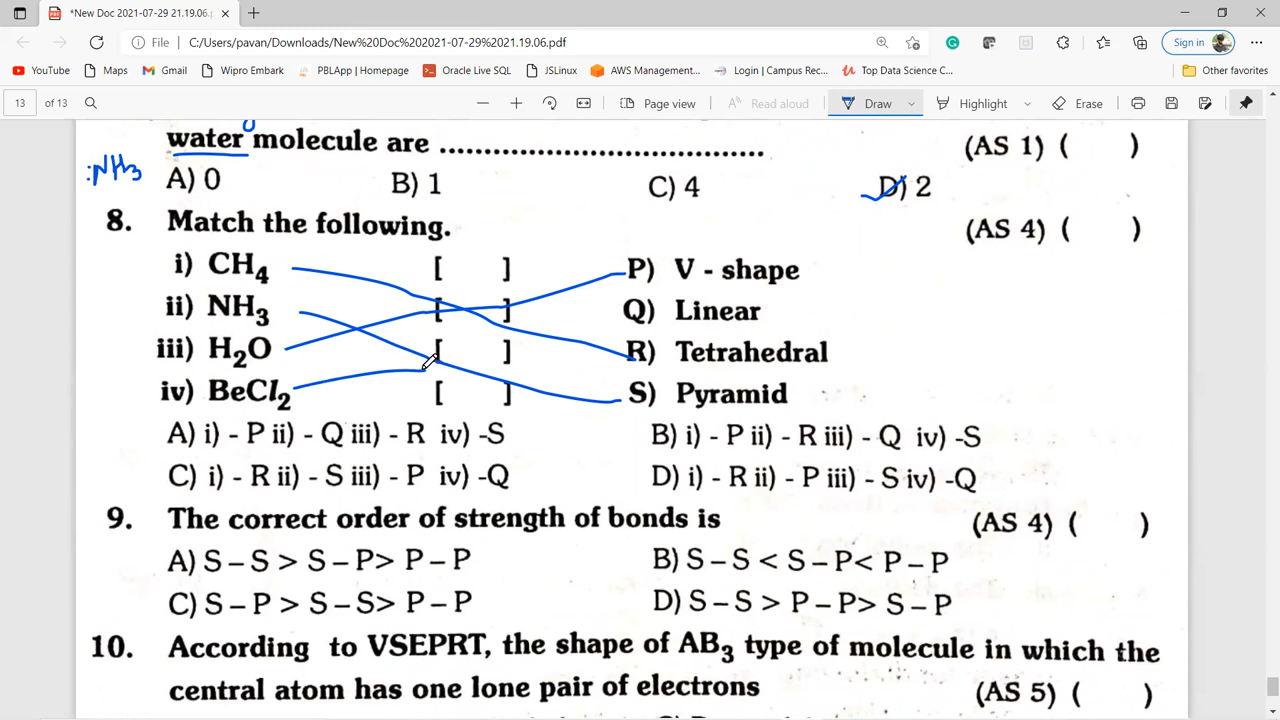 *New Doc 2021-07-29 21.19.06.
File C:/Users/pavan/Downloads/New%20Doc%202021-07-29%2021.19.06.pdf Sign in
YouTube Maps Gmail Wipro Embark PBLApp | Homepage Oracle Live SQL JSLinux AWS Management... Login | Campus Rec... Top Data Science C... Other favorites
13 of 13 Page view Read aloud Draw Highlight Erase
water molecule are ................................................ (AS 1) ( )
:NH3 A) 0 B) 1 C) 4 D) 2
8. Match the following. (AS 4) ( )
i) CH4 [ ] P) V - shape
ii) NH3 [ ] Q) Linear
iii) H2O [ ] R) Tetrahedral
iv) BeCl2 [ ] S) Pyramid
A) i) - P ii) - Q iii) - R iv) -S B) i) - P ii) - R iii) - Q iv) -S
C) i) - R ii) - S iii) - P iv) -Q D) i) - R ii) - P iii) - S iv) -Q
9. The correct order of strength of bonds is (AS 4) ( )
A) S – S > S – P> P – P B) S – S < S – P< P – P
C) S – P > S – S> P – P D) S – S > P – P> S – P
10. According to VSEPRT, the shape of AB3 type of molecule in which the
central atom has one lone pair of electrons (AS 5) ( )